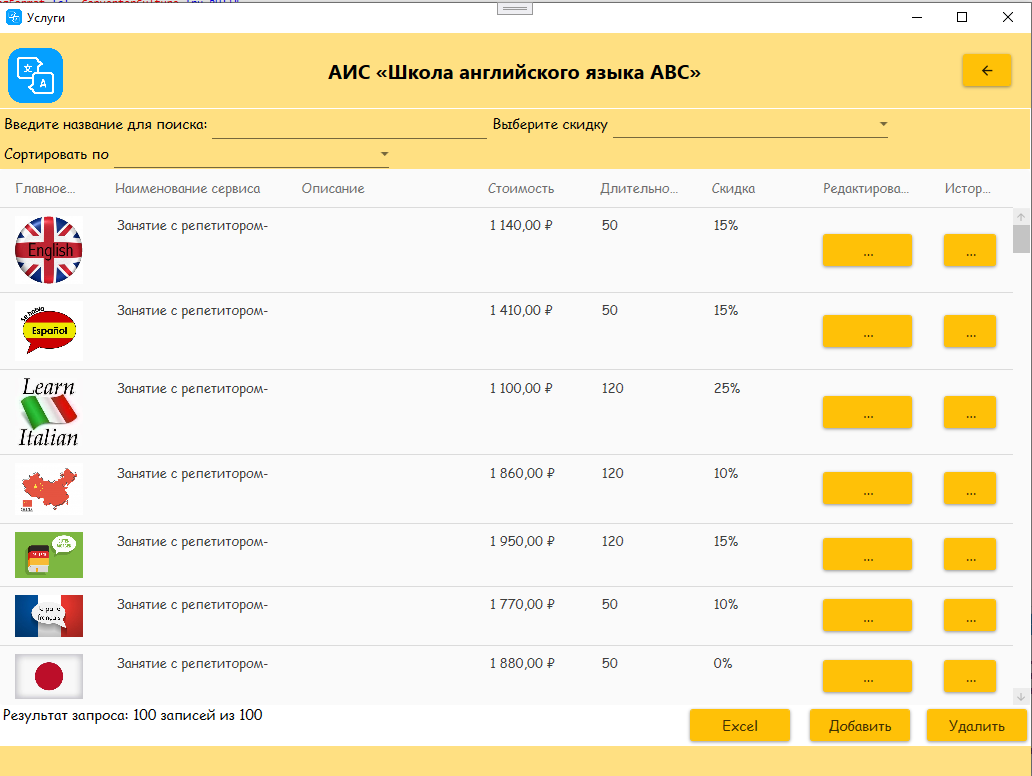 Услуги
АИС «Школа английского языка АВС»
Введите название для поиска:
Выберите скидку
Сортировать по
Главное... Наименование сервиса Описание Стоимость Длительно... Скидка Редактирова... Истор...
English Занятие с репетитором- 1 140,00 ₽ 50 15% ... ...
Español Занятие с репетитором- 1 410,00 ₽ 50 15% ... ...
Learn Italian Занятие с репетитором- 1 100,00 ₽ 120 25% ... ...
Занятие с репетитором- 1 860,00 ₽ 120 10% ... ...
Занятие с репетитором- 1 950,00 ₽ 120 15% ... ...
Занятие с репетитором- 1 770,00 ₽ 50 10% ... ...
Занятие с репетитором- 1 880,00 ₽ 50 0% ... ...
Результат запроса: 100 записей из 100
Excel Добавить Удалить